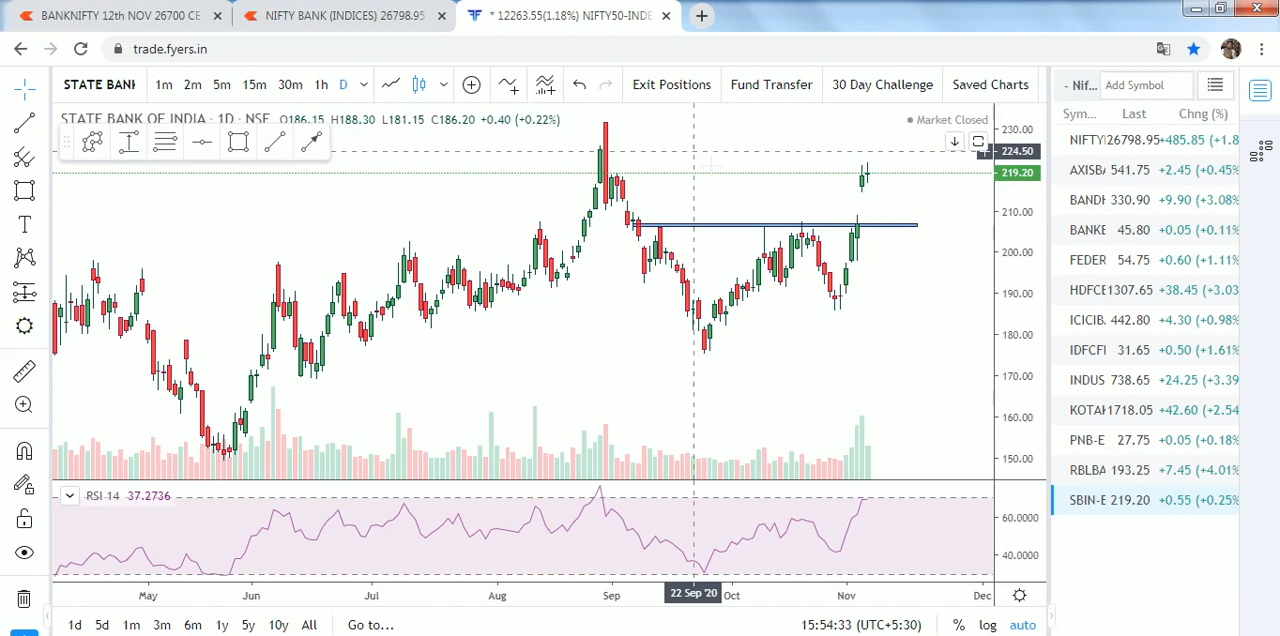 BANKNIFTY 12th NOV 26700 CE
NIFTY BANK (INDICES) 26798.95
* 12263.55(1.18%) NIFTY50-INDE
trade.fyers.in
STATE BANK
1m 2m 5m 15m 30m 1h D
Exit Positions
Fund Transfer
30 Day Challenge
Saved Charts
STATE BANK OF INDIA · 1D · NSE O186.15 H188.30 L181.15 C186.20 +0.40 (+0.22%)
Market Closed
230.00
224.50
219.20
210.00
200.00
190.00
180.00
170.00
160.00
150.00
RSI 14 37.2736
60.0000
40.0000
May Jun Jul Aug Sep 22 Sep '20 Oct Nov Dec
1d 5d 1m 3m 6m 1y 5y 10y All Go to...
15:54:33 (UTC+5:30) % log auto
- Nif... Add Symbol
Sym... Last Chng (%)
NIFTY 26798.95 +485.85 (+1.8
AXISBA 541.75 +2.45 (+0.45%
BANDH 330.90 +9.90 (+3.08%
BANKE 45.80 +0.05 (+0.11%
FEDER 54.75 +0.60 (+1.11%
HDFCE 1307.65 +38.45 (+3.03
ICICIB. 442.80 +4.30 (+0.98%
IDFCFI 31.65 +0.50 (+1.61%
INDUS 738.65 +24.25 (+3.39
KOTAK 1718.05 +42.60 (+2.54
PNB-E 27.75 +0.05 (+0.18%
RBLBA 193.25 +7.45 (+4.01%
SBIN-E 219.20 +0.55 (+0.25%